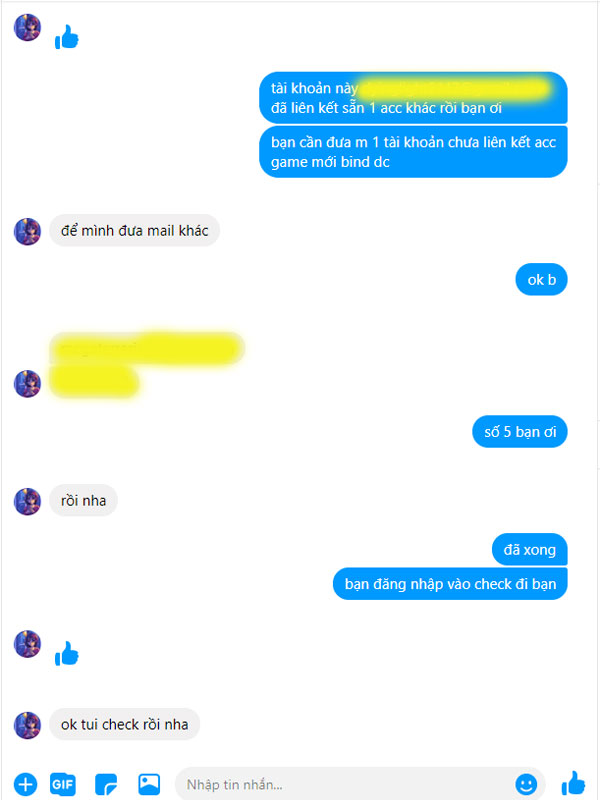 tài khoản này
đã liên kết sẵn 1 acc khác rồi bạn ơi
bạn cần đưa m 1 tài khoản chưa liên kết acc
game mới bind dc
để mình đưa mail khác
ok b
số 5 bạn ơi
rồi nha
đã xong
bạn đăng nhập vào check đi bạn
ok tui check rồi nha
GIF
Nhập tin nhắn...